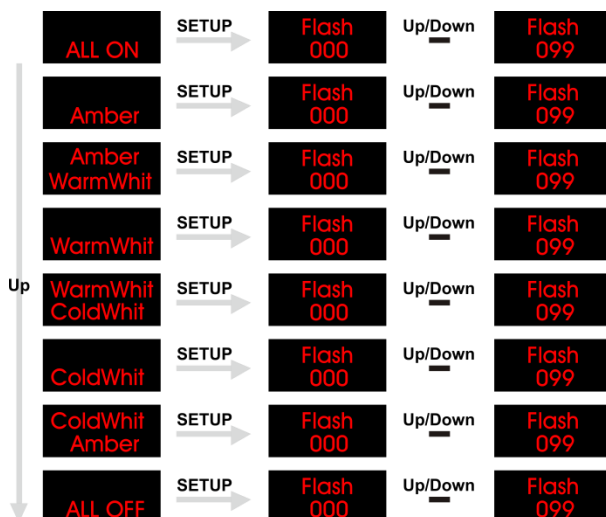 ALL ON SETUP Flash 000 Up/Down Flash 099
Amber SETUP Flash 000 Up/Down Flash 099
Amber WarmWhit SETUP Flash 000 Up/Down Flash 099
WarmWhit SETUP Flash 000 Up/Down Flash 099
Up
WarmWhit ColdWhit SETUP Flash 000 Up/Down Flash 099
ColdWhit SETUP Flash 000 Up/Down Flash 099
ColdWhit Amber SETUP Flash 000 Up/Down Flash 099
ALL OFF SETUP Flash 000 Up/Down Flash 099